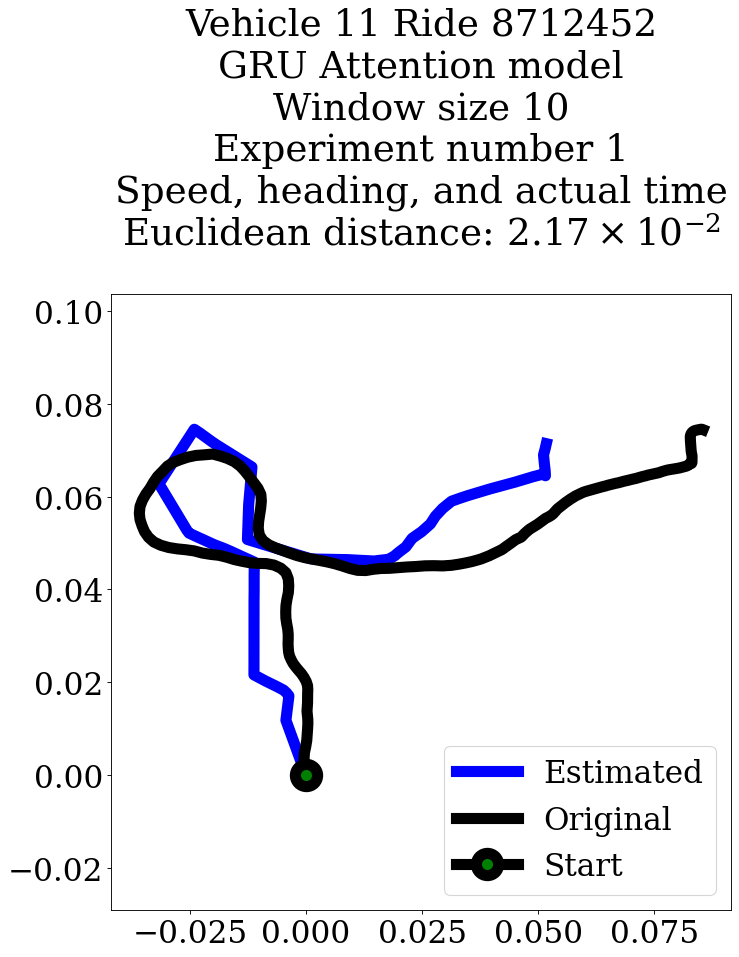 Vehicle 11 Ride 8712452
GRU Attention model
Window size 10
Experiment number 1
Speed, heading, and actual time
Euclidean distance: 2.17 × 10⁻²
0.10
0.08
0.06
0.04
0.02
0.00
−0.02
Estimated
Original
Start
−0.025 0.000 0.025 0.050 0.075